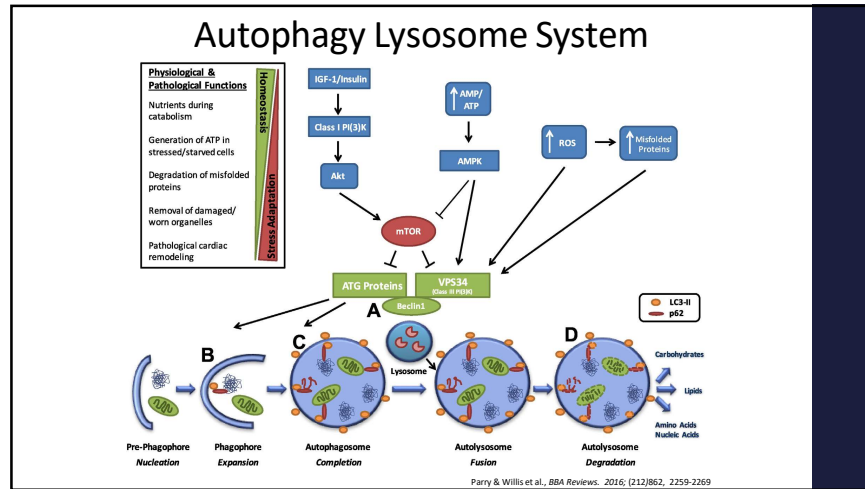 Autophagy Lysosome System
Physiological &
Pathological Functions
Nutrients during
catabolism
Generation of ATP in
stressed/starved cells
Degradation of misfolded
proteins
Removal of damaged/
worn organelles
Pathological cardiac
remodeling
Homeostasis
Stress Adaptation
IGF-1/Insulin
Class I PI(3)K
Akt
AMP/
ATP
AMPK
ROS
Misfolded
Proteins
mTOR
ATG Proteins
VPS34
(Class III PI3)K)
Beclin1
A
LC3-II
p62
B
C
Lysosome
D
Carbohydrates
Lipids
Amino Acids
Nucleic Acids
Pre-Phagophore
Nucleation
Phagophore
Expansion
Autophagosome
Completion
Autolysosome
Fusion
Autolysosome
Degradation
Parry & Willis et al., BBA Reviews. 2016; (212)862, 2259-2269